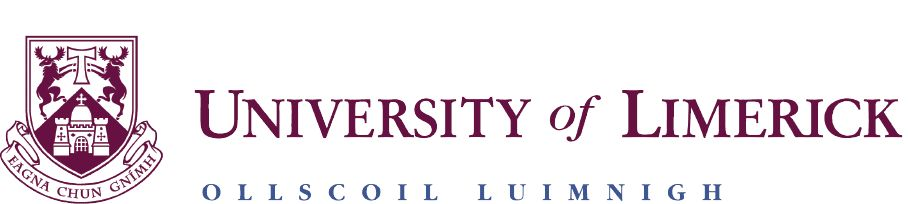 UNIVERSITY of LIMERICK
OLLSCOIL LUIMNIGH
EAGNA CHUN GNÍMH